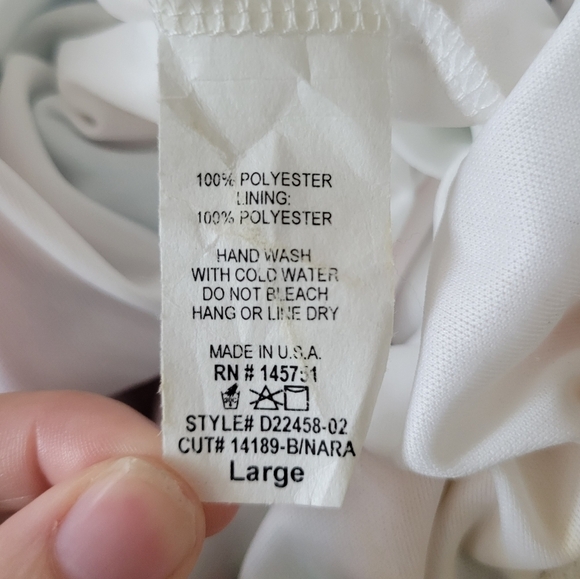 100% POLYESTER
LINING:
100% POLYESTER
HAND WASH
WITH COLD WATER
DO NOT BLEACH
HANG OR LINE DRY
MADE IN U.S.A.
RN #
STYLE# D22458-02
CUT# 14189-B/NARA
Large